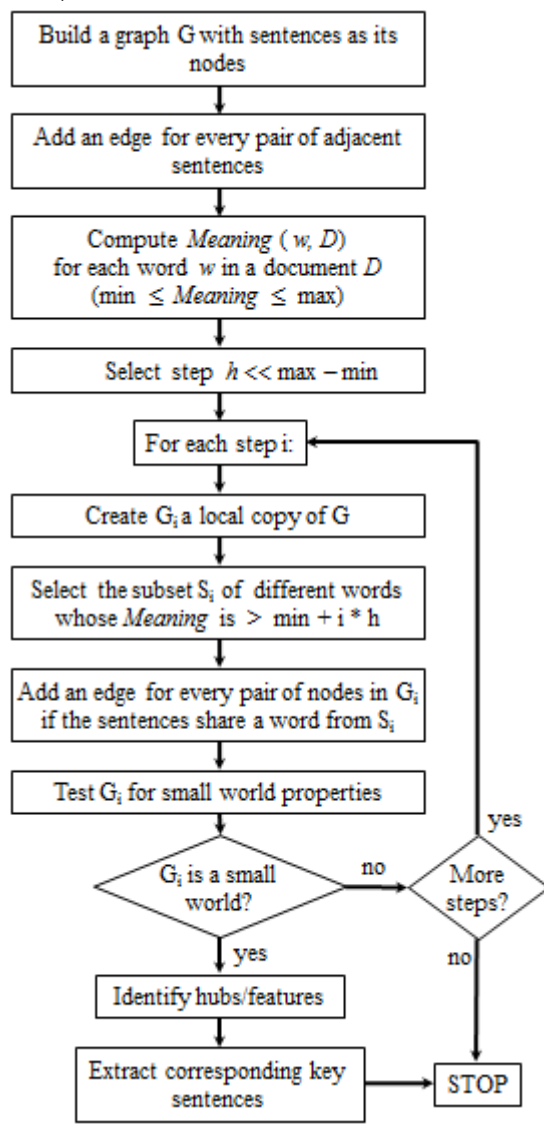 Build a graph G with sentences as its
nodes
Add an edge for every pair of adjacent
sentences
Compute Meaning ( w, D)
for each word w in a document D
(min ≤ Meaning ≤ max)
Select step h << max − min
For each step i:
Create Gᵢ a local copy of G
Select the subset Sᵢ of different words
whose Meaning is > min + i * h
Add an edge for every pair of nodes in Gᵢ
if the sentences share a word from Sᵢ
Test Gᵢ for small world properties
yes
Gᵢ is a small
world?
no
More
steps?
yes
no
Identify hubs/features
Extract corresponding key
sentences
STOP